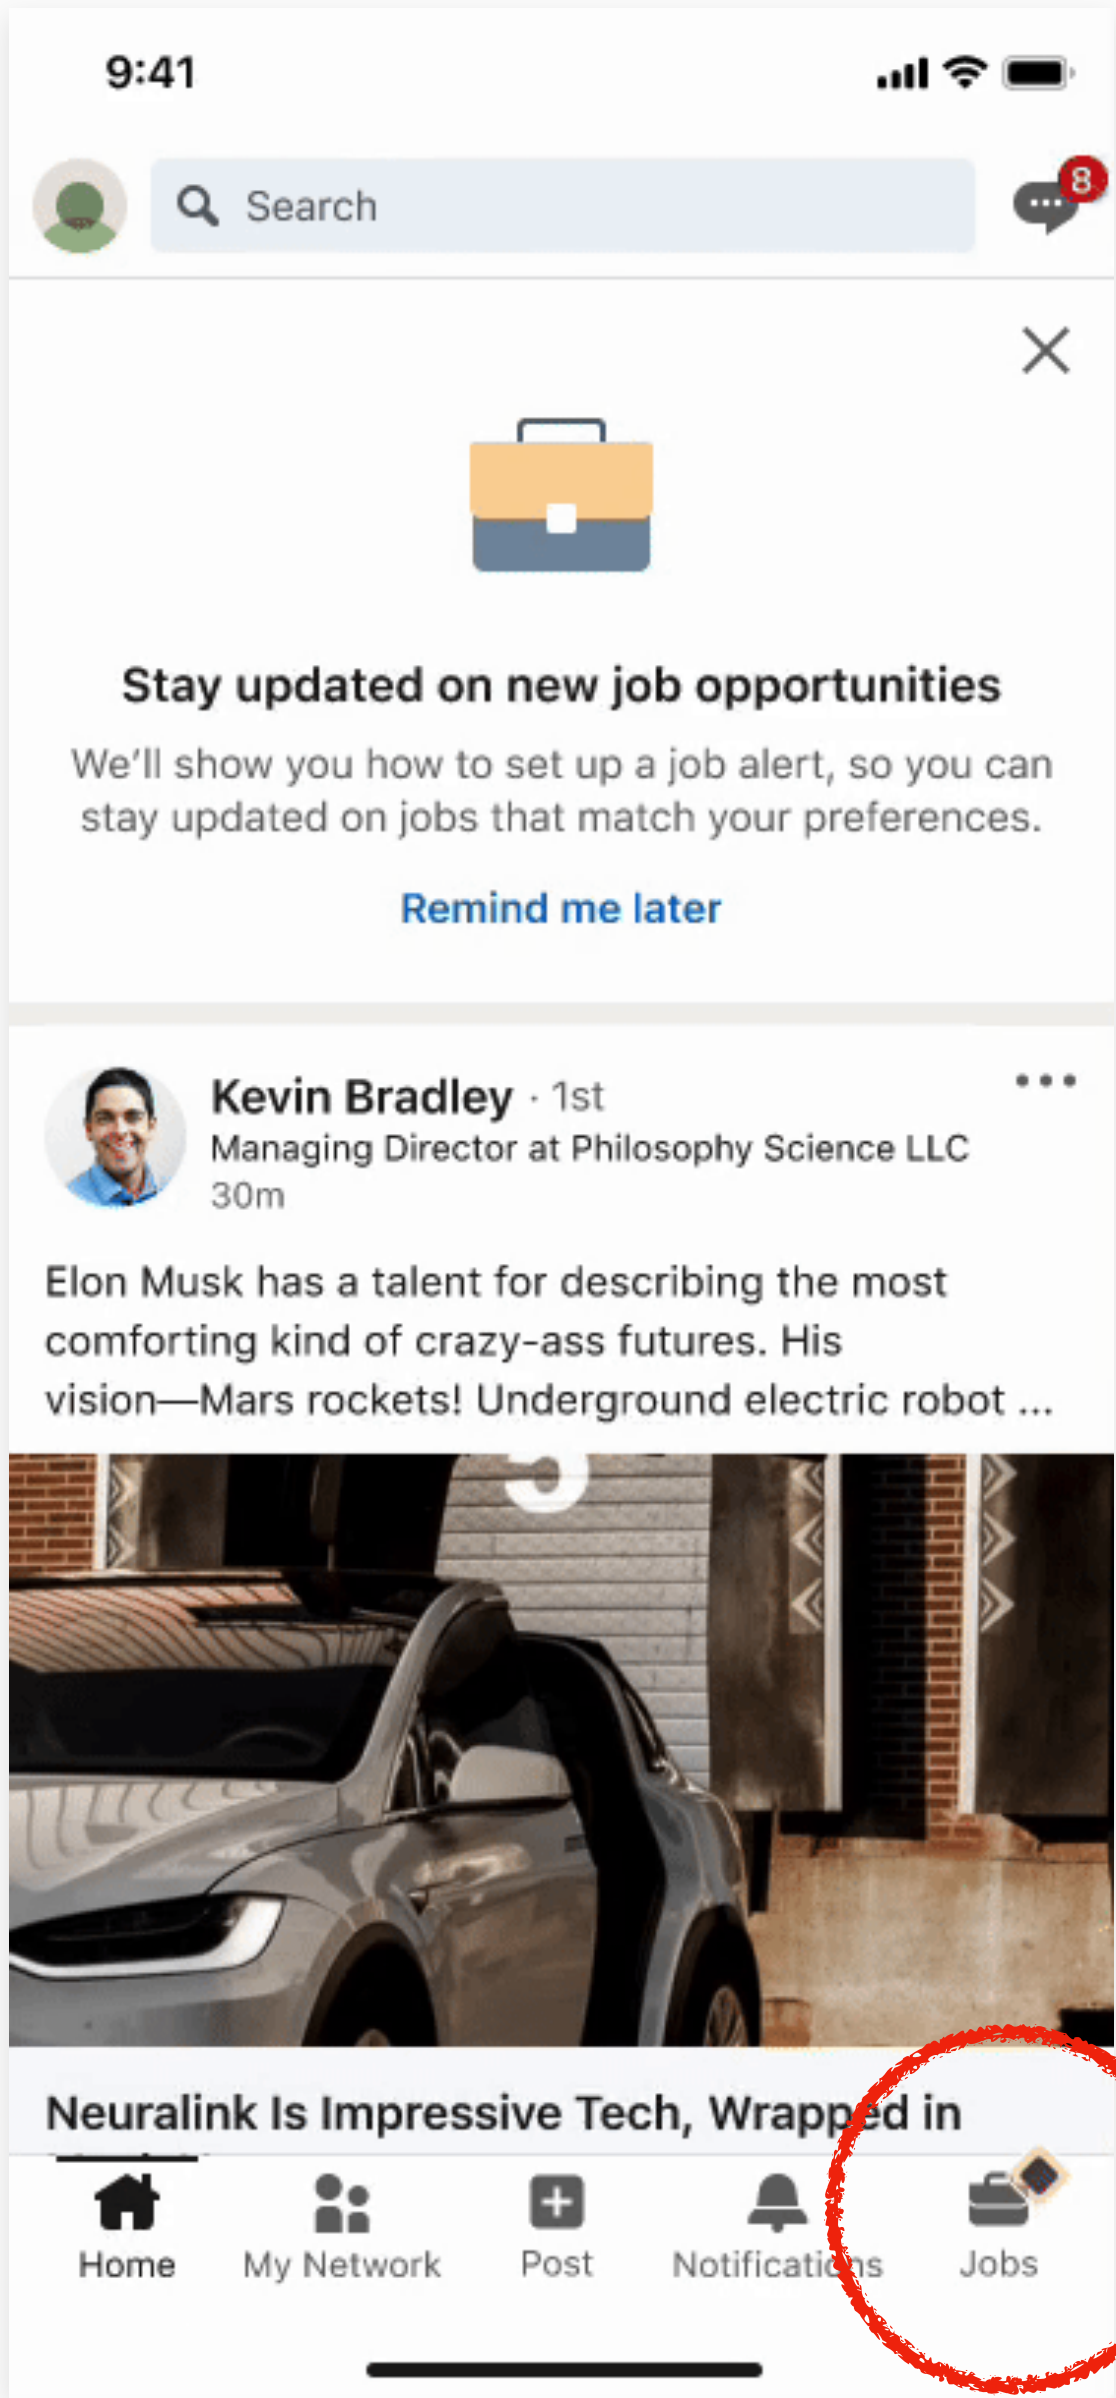 9:41
Search
8
Stay updated on new job opportunities
We’ll show you how to set up a job alert, so you can
stay updated on jobs that match your preferences.
Remind me later
Kevin Bradley · 1st
Managing Director at Philosophy Science LLC
30m
Elon Musk has a talent for describing the most
comforting kind of crazy-ass futures. His
vision—Mars rockets! Underground electric robot ...
5
Neuralink Is Impressive Tech, Wrapped in
Home
My Network
Post
Notifications
Jobs